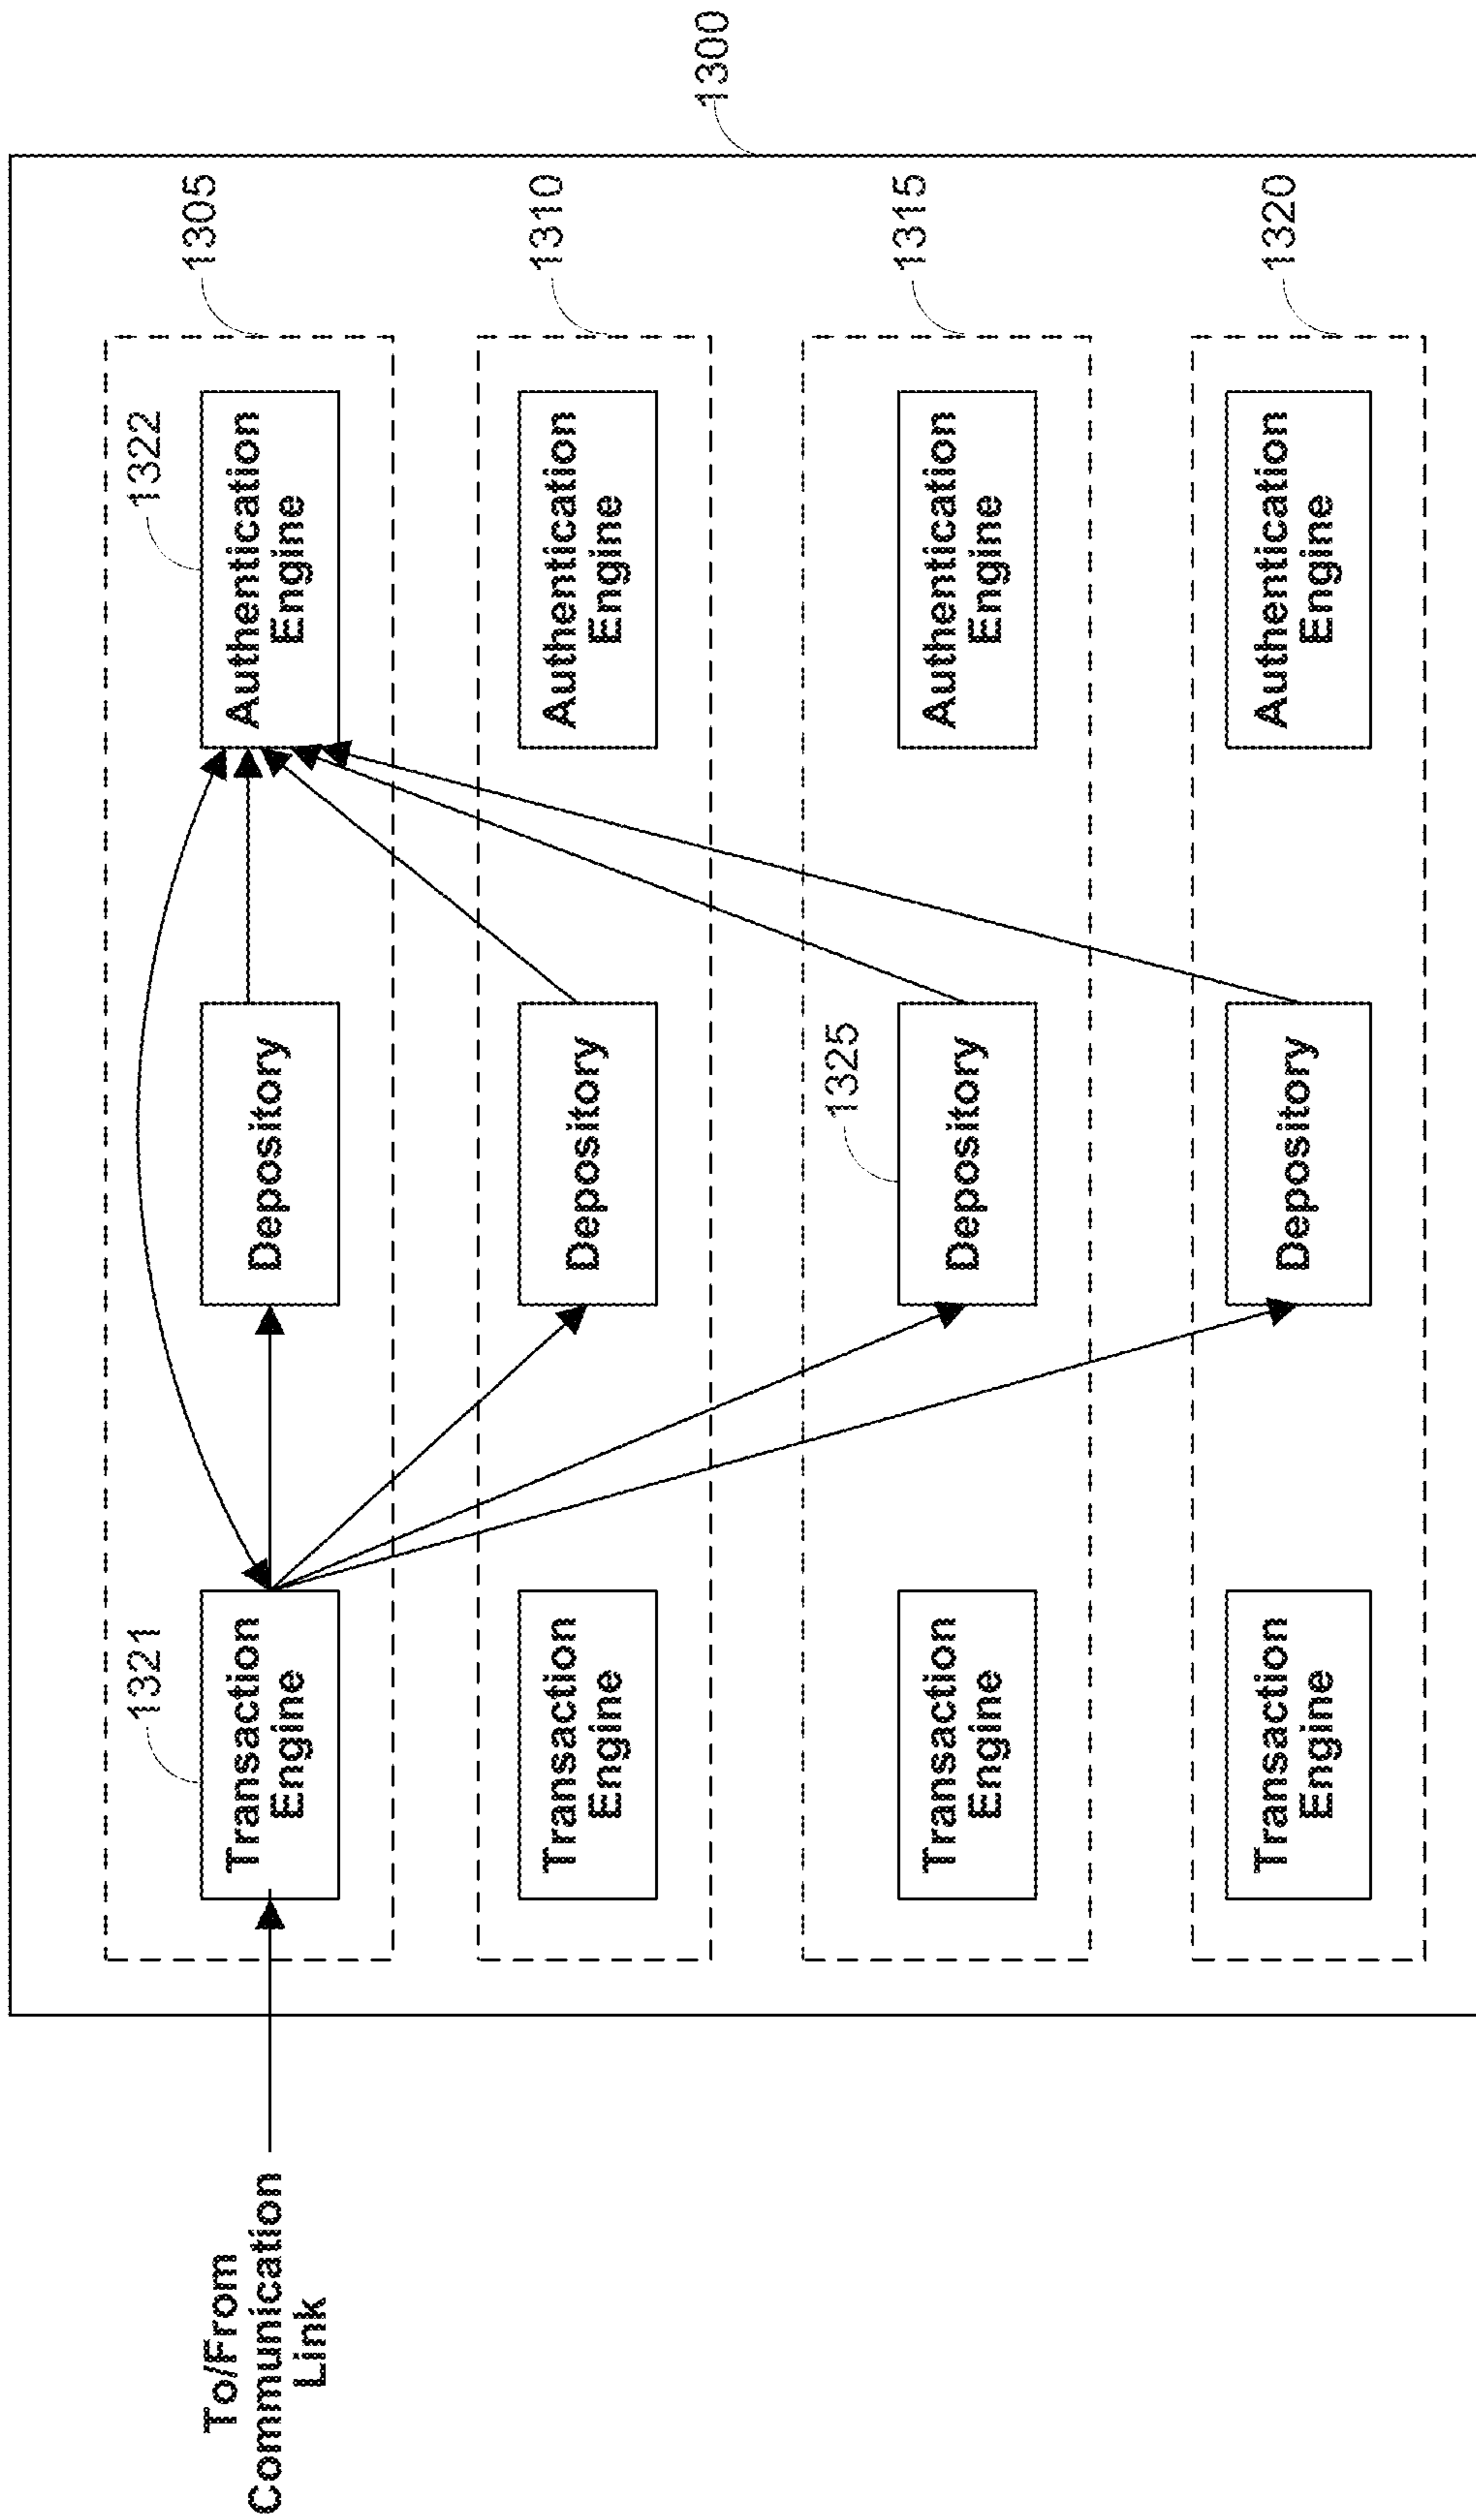 1300
1305
1310
1315
1320
1322
Authentication
Engine
Authentication
Engine
Authentication
Engine
Authentication
Engine
Depository
Depository
1325
Depository
Depository
1321
Transaction
Engine
Transaction
Engine
Transaction
Engine
Transaction
Engine
To/From
Communication
Link